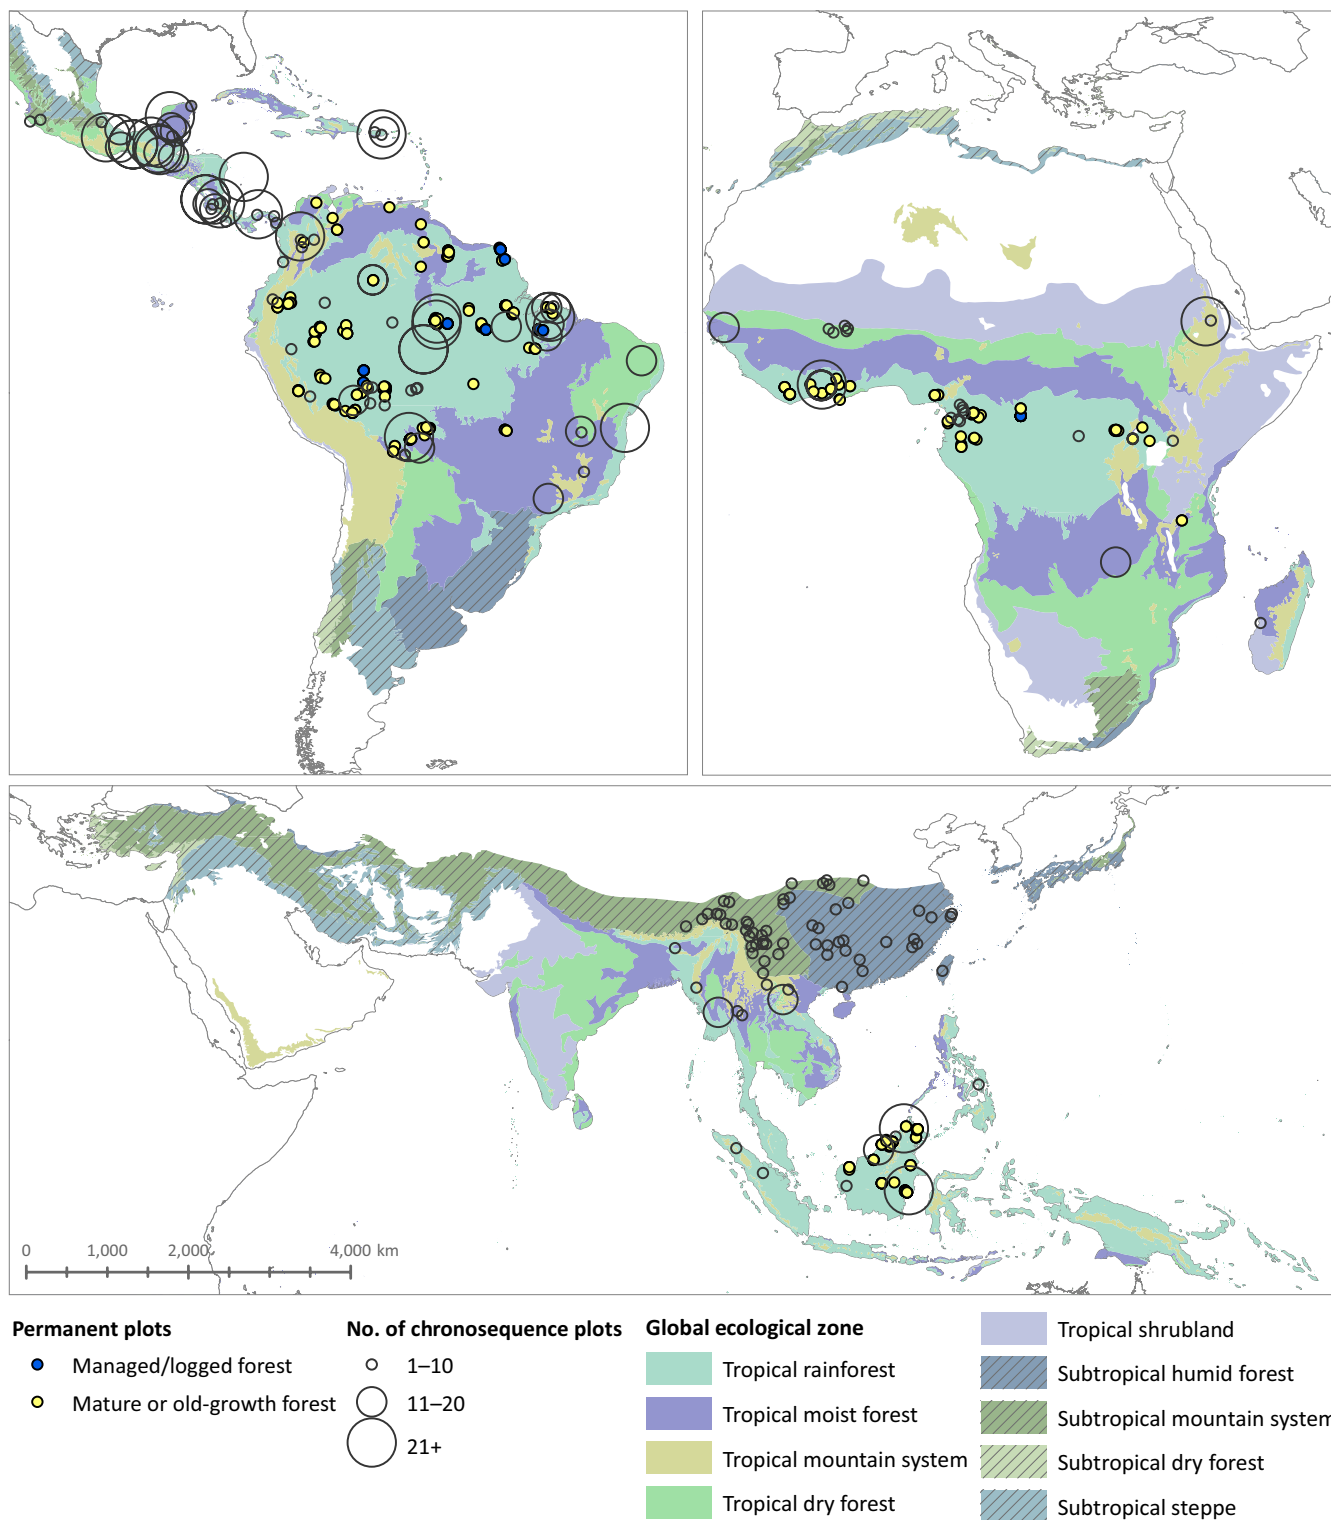 0 1,000 2,000 4,000 km
Permanent plots
Managed/logged forest
Mature or old-growth forest
No. of chronosequence plots
1–10
11–20
21+
Global ecological zone
Tropical rainforest
Tropical moist forest
Tropical mountain system
Tropical dry forest
Tropical shrubland
Subtropical humid forest
Subtropical mountain system
Subtropical dry forest
Subtropical steppe